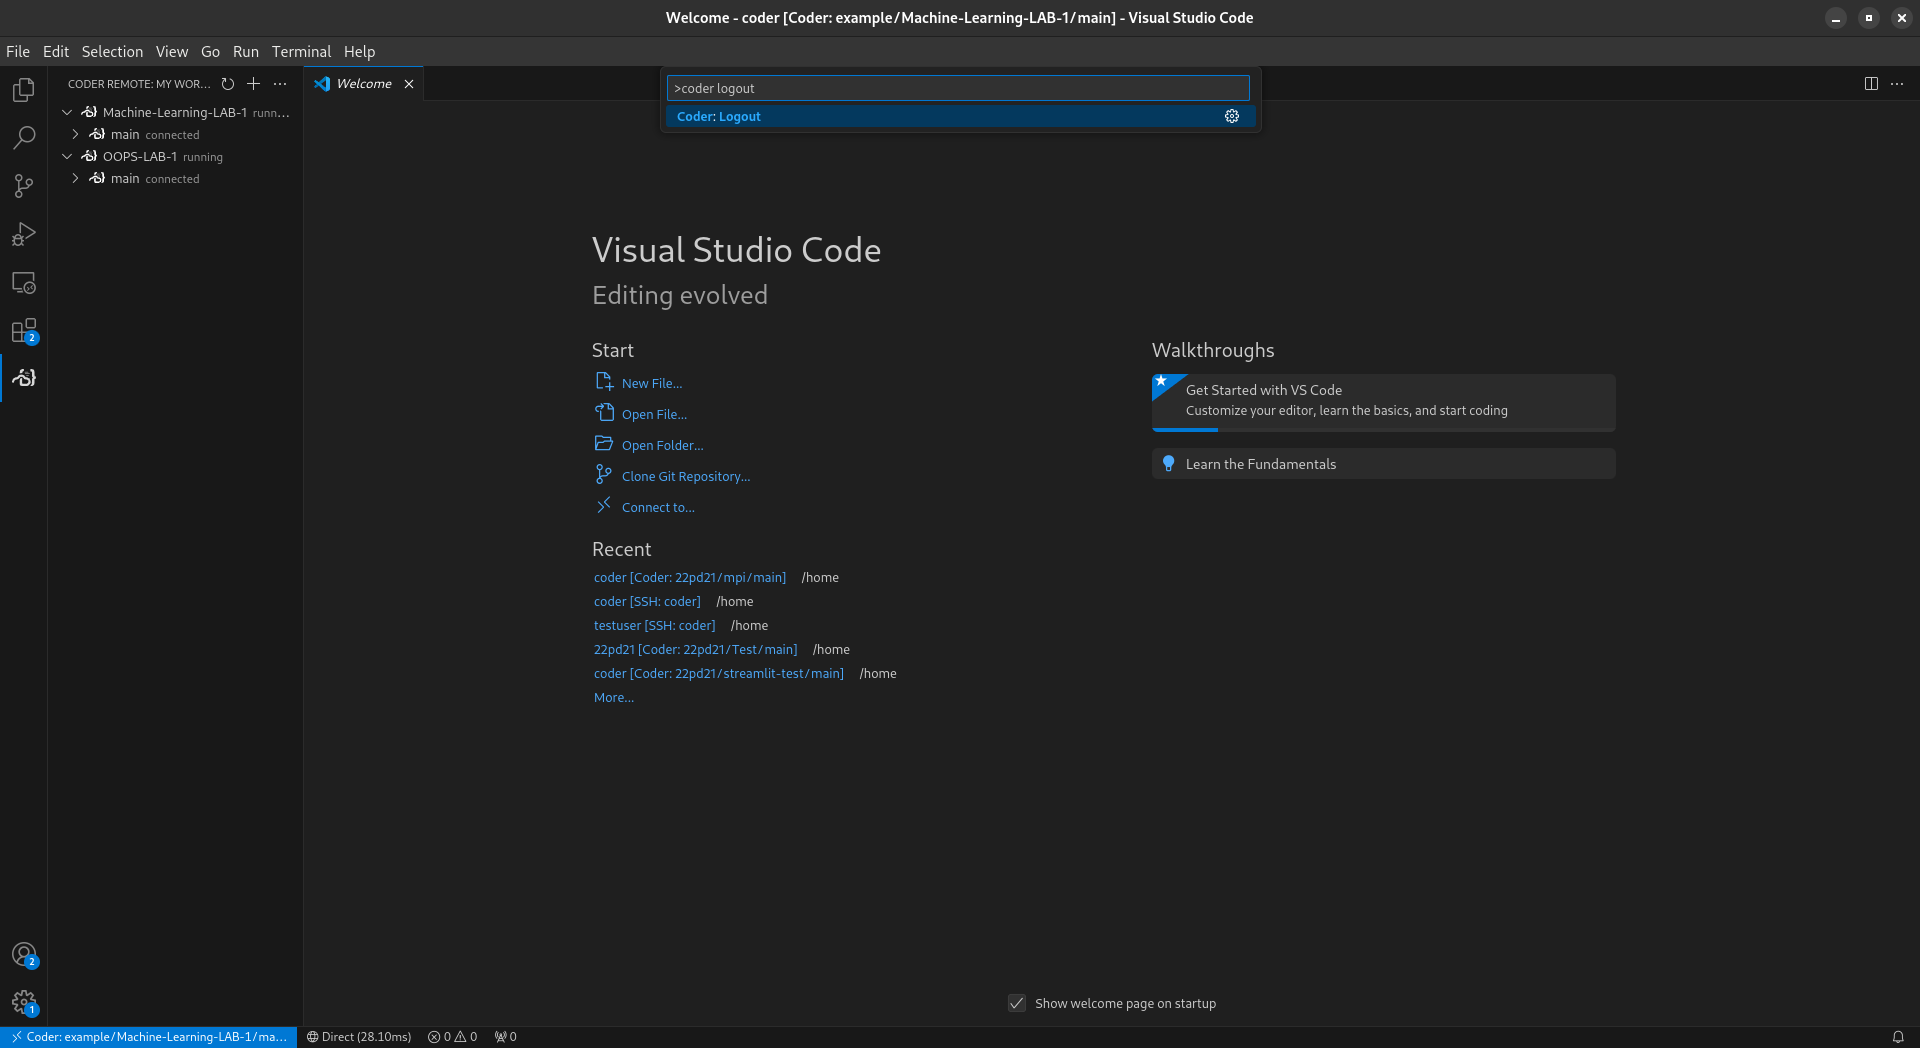 Welcome - coder [Coder: example/Machine-Learning-LAB-1/main] - Visual Studio Code
File Edit Selection View Go Run Terminal Help
CODER REMOTE: MY WOR...
Machine-Learning-LAB-1 runn...
main connected
OOPS-LAB-1 running
main connected
Welcome
>coder logout
Coder: Logout
Visual Studio Code
Editing evolved
Start
New File...
Open File...
Open Folder...
Clone Git Repository...
Connect to...
Recent
coder [Coder: 22pd21/mpi/main] /home
coder [SSH: coder] /home
testuser [SSH: coder] /home
22pd21 [Coder: 22pd21/Test/main] /home
coder [Coder: 22pd21/streamlit-test/main] /home
More...
Walkthroughs
Get Started with VS Code
Customize your editor, learn the basics, and start coding
Learn the Fundamentals
Show welcome page on startup
2
2
1
Coder: example/Machine-Learning-LAB-1/ma... Direct (28.10ms) 0 0 0